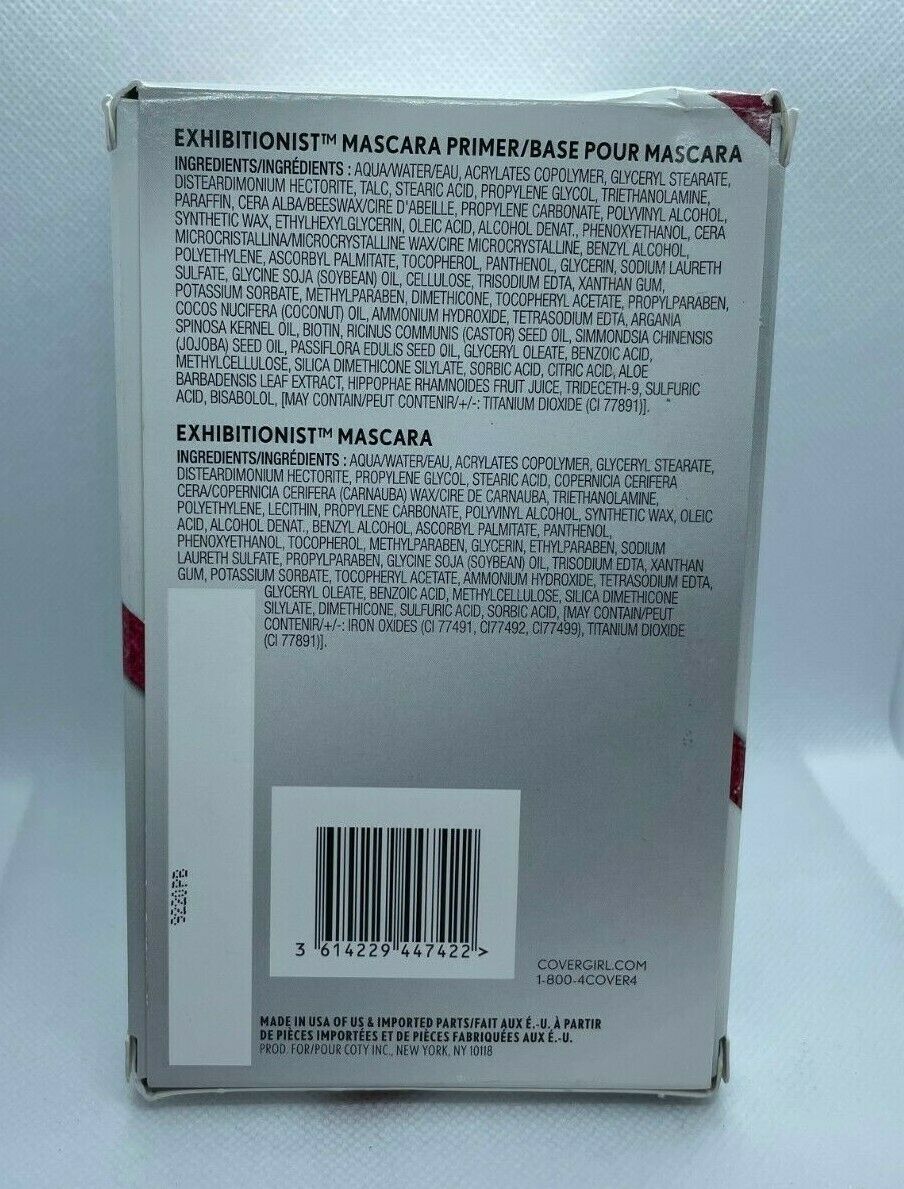 EXHIBITIONIST™ MASCARA PRIMER/BASE POUR MASCARA
INGREDIENTS/INGRÉDIENTS : AQUA/WATER/EAU, ACRYLATES COPOLYMER, GLYCERYL STEARATE,
DISTEARDIMONIUM HECTORITE, TALC, STEARIC ACID, PROPYLENE GLYCOL, TRIETHANOLAMINE,
PARAFFIN, CERA ALBA/BEESWAX/CIRE D'ABEILLE, PROPYLENE CARBONATE, POLYVINYL ALCOHOL,
SYNTHETIC WAX, ETHYLHEXYLGLYCERIN, OLEIC ACID, ALCOHOL DENAT., PHENOXYETHANOL, CERA
MICROCRISTALLINA/MICROCRYSTALLINE WAX/CIRE MICROCRYSTALLINE, BENZYL ALCOHOL,
POLYETHYLENE, ASCORBYL PALMITATE, TOCOPHEROL, PANTHENOL, GLYCERIN, SODIUM LAURETH
SULFATE, GLYCINE SOJA (SOYBEAN) OIL, CELLULOSE, TRISODIUM EDTA, XANTHAN GUM,
POTASSIUM SORBATE, METHYLPARABEN, DIMETHICONE, TOCOPHERYL ACETATE, PROPYLPARABEN,
COCOS NUCIFERA (COCONUT) OIL, AMMONIUM HYDROXIDE, TETRASODIUM EDTA, ARGANIA
SPINOSA KERNEL OIL, BIOTIN, RICINUS COMMUNIS (CASTOR) SEED OIL, SIMMONDSIA CHINENSIS
(JOJOBA) SEED OIL, PASSIFLORA EDULIS SEED OIL, GLYCERYL OLEATE, BENZOIC ACID,
METHYLCELLULOSE, SILICA DIMETHICONE SILYLATE, SORBIC ACID, CITRIC ACID, ALOE
BARBADENSIS LEAF EXTRACT, HIPPOPHAE RHAMNOIDES FRUIT JUICE, TRIDECETH-9, SULFURIC
ACID, BISABOLOL, [MAY CONTAIN/PEUT CONTENIR/+/-: TITANIUM DIOXIDE (CI 77891)].
EXHIBITIONIST™ MASCARA
INGREDIENTS/INGRÉDIENTS : AQUA/WATER/EAU, ACRYLATES COPOLYMER, GLYCERYL STEARATE,
DISTEARDIMONIUM HECTORITE, PROPYLENE GLYCOL, STEARIC ACID, COPERNICIA CERIFERA
CERA/COPERNICIA CERIFERA (CARNAUBA) WAX/CIRE DE CARNAUBA, TRIETHANOLAMINE,
POLYETHYLENE, LECITHIN, PROPYLENE CARBONATE, POLYVINYL ALCOHOL, SYNTHETIC WAX, OLEIC
ACID, ALCOHOL DENAT., BENZYL ALCOHOL, ASCORBYL PALMITATE, PANTHENOL,
PHENOXYETHANOL, TOCOPHEROL, METHYLPARABEN, GLYCERIN, ETHYLPARABEN, SODIUM
LAURETH SULFATE, PROPYLPARABEN, GLYCINE SOJA (SOYBEAN) OIL, TRISODIUM EDTA, XANTHAN
GUM, POTASSIUM SORBATE, TOCOPHERYL ACETATE, AMMONIUM HYDROXIDE, TETRASODIUM EDTA,
GLYCERYL OLEATE, BENZOIC ACID, METHYLCELLULOSE, SILICA DIMETHICONE
SILYLATE, DIMETHICONE, SULFURIC ACID, SORBIC ACID, [MAY CONTAIN/PEUT
CONTENIR/+/-: IRON OXIDES (CI 77491, CI77492, CI77499), TITANIUM DIOXIDE
(CI 77891)].
3 614229 447422 >
COVERGIRL.COM
1-800-4COVER4
MADE IN USA OF US & IMPORTED PARTS/FAIT AUX É.-U. À PARTIR
DE PIÈCES IMPORTÉES ET DE PIÈCES FABRIQUÉES AUX É.-U.
PROD. FOR/POUR COTY INC., NEW YORK, NY 10118